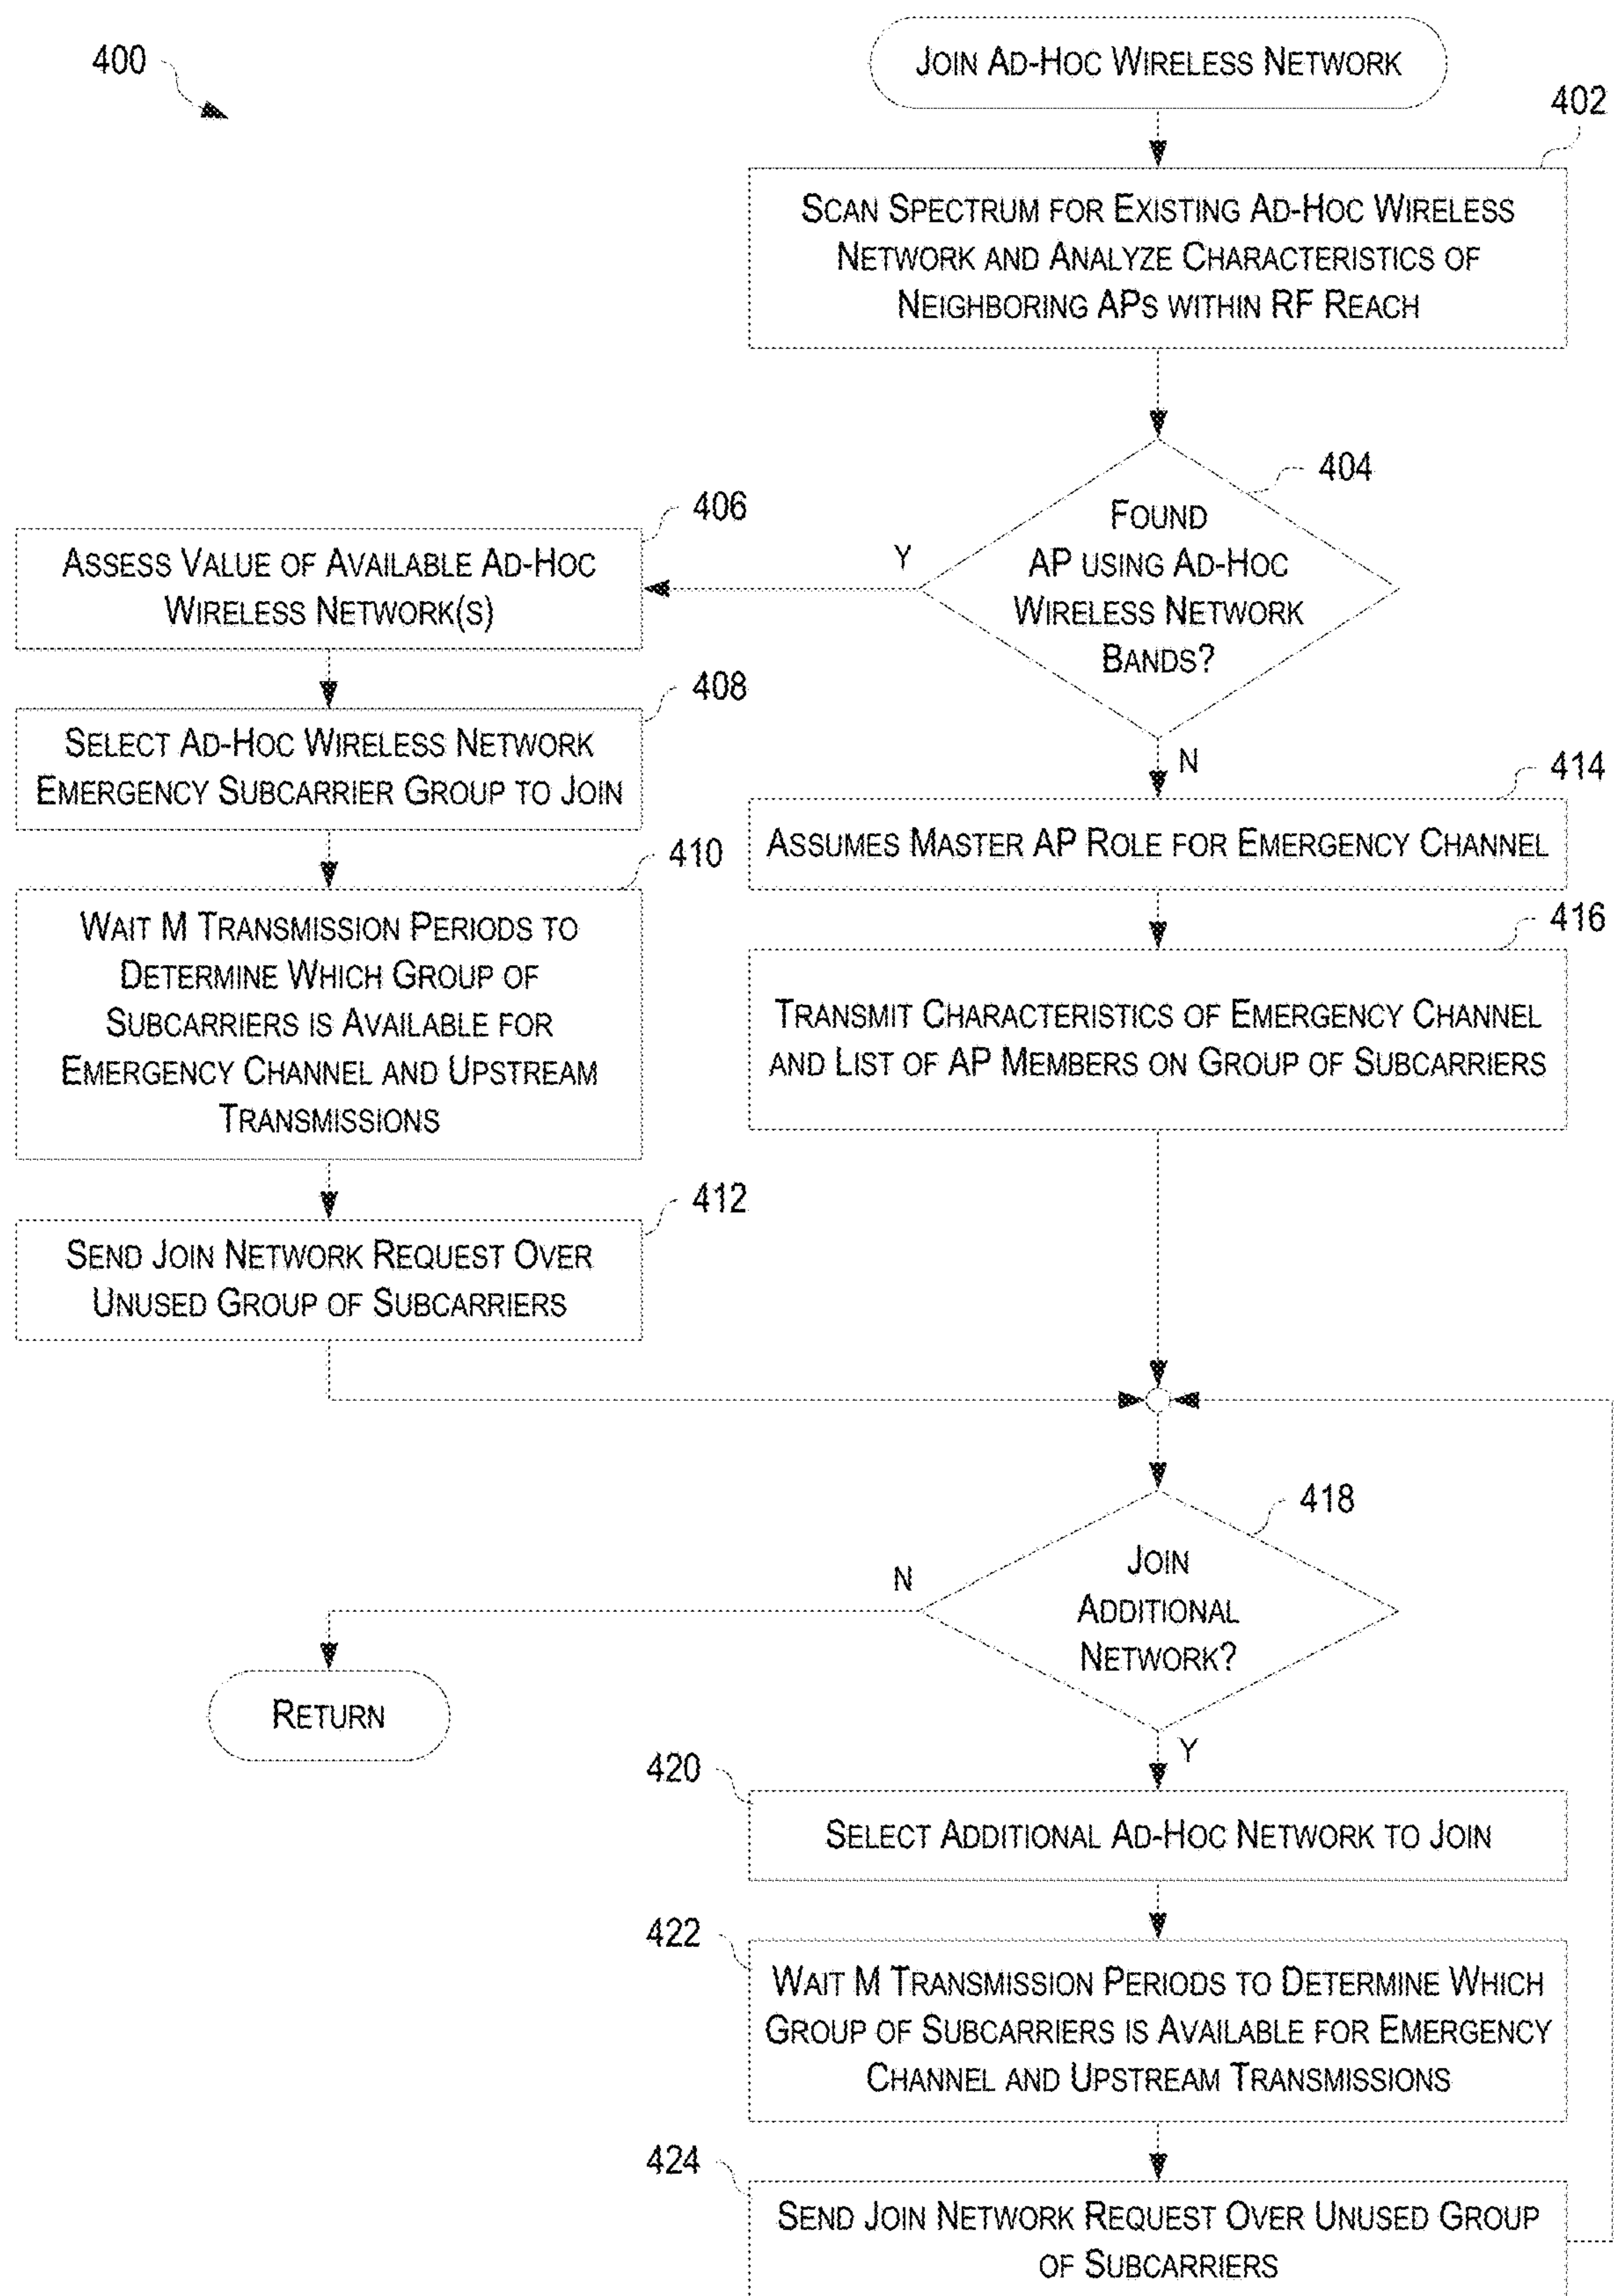 400
JOIN AD-HOC WIRELESS NETWORK
402
SCAN SPECTRUM FOR EXISTING AD-HOC WIRELESS
NETWORK AND ANALYZE CHARACTERISTICS OF
NEIGHBORING APS WITHIN RF REACH
404
FOUND
AP USING AD-HOC
WIRELESS NETWORK
BANDS?
Y
N
406
ASSESS VALUE OF AVAILABLE AD-HOC
WIRELESS NETWORK(S)
408
SELECT AD-HOC WIRELESS NETWORK
EMERGENCY SUBCARRIER GROUP TO JOIN
410
WAIT M TRANSMISSION PERIODS TO
DETERMINE WHICH GROUP OF
SUBCARRIERS IS AVAILABLE FOR
EMERGENCY CHANNEL AND UPSTREAM
TRANSMISSIONS
412
SEND JOIN NETWORK REQUEST OVER
UNUSED GROUP OF SUBCARRIERS
414
ASSUMES MASTER AP ROLE FOR EMERGENCY CHANNEL
416
TRANSMIT CHARACTERISTICS OF EMERGENCY CHANNEL
AND LIST OF AP MEMBERS ON GROUP OF SUBCARRIERS
418
JOIN
ADDITIONAL
NETWORK?
N
RETURN
Y
420
SELECT ADDITIONAL AD-HOC NETWORK TO JOIN
422
WAIT M TRANSMISSION PERIODS TO DETERMINE WHICH
GROUP OF SUBCARRIERS IS AVAILABLE FOR EMERGENCY
CHANNEL AND UPSTREAM TRANSMISSIONS
424
SEND JOIN NETWORK REQUEST OVER UNUSED GROUP
OF SUBCARRIERS